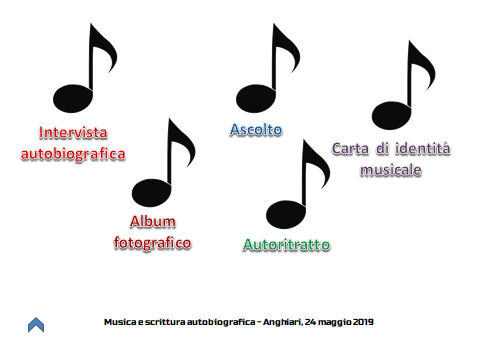 Intervista
autobiografica
Ascolto
Carta di identità
musicale
Album
fotografico
Autoritratto
Musica e scrittura autobiografica – Anghiari, 24 maggio 2019